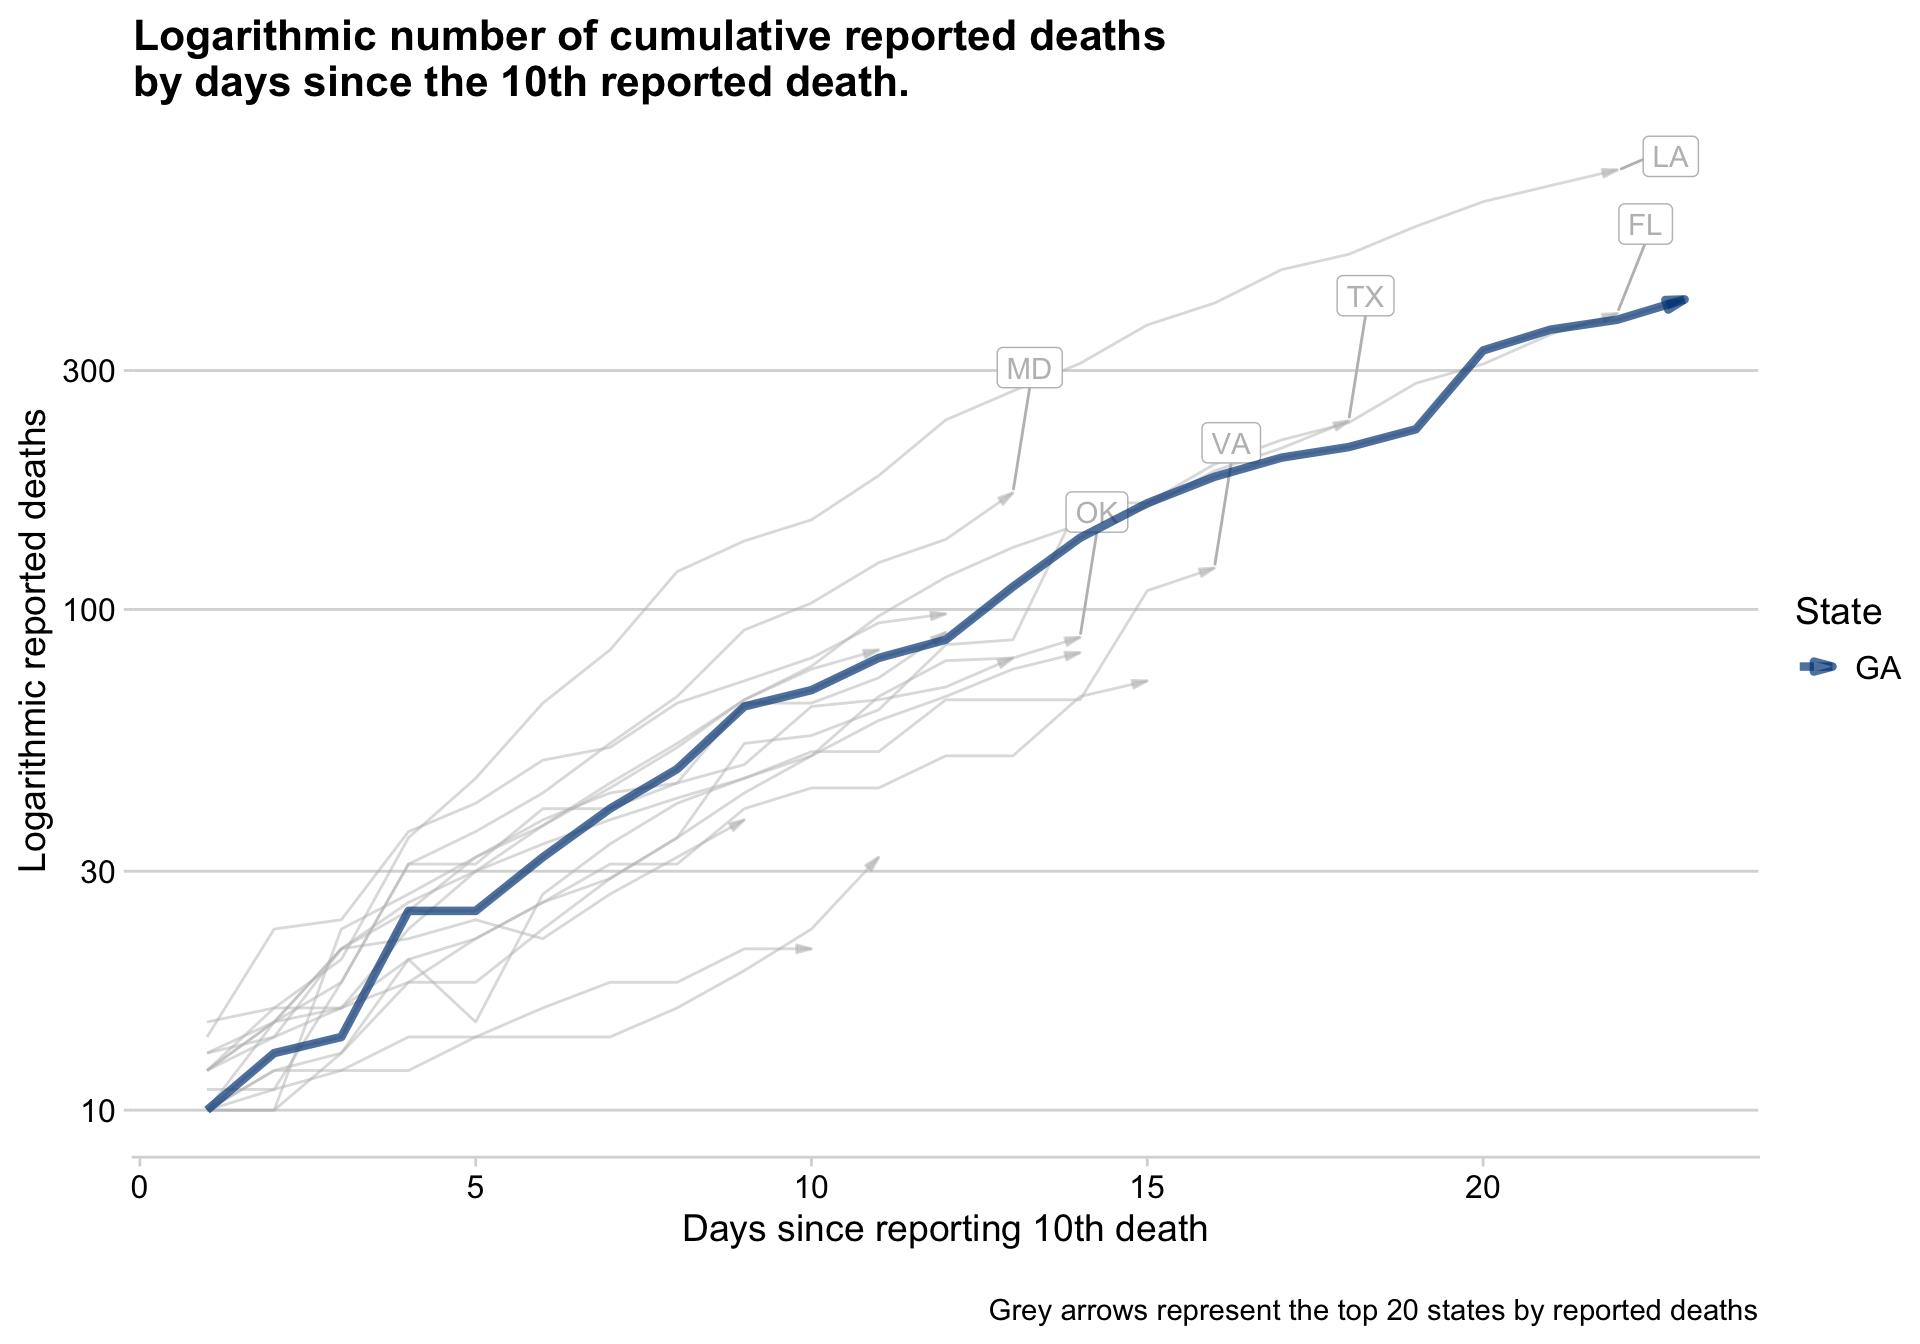 Logarithmic number of cumulative reported deaths
by days since the 10th reported death.
LA
FL
TX
MD
VA
OK
300
100
30
10
Logarithmic reported deaths
State
GA
0 5 10 15 20
Days since reporting 10th death
Grey arrows represent the top 20 states by reported deaths